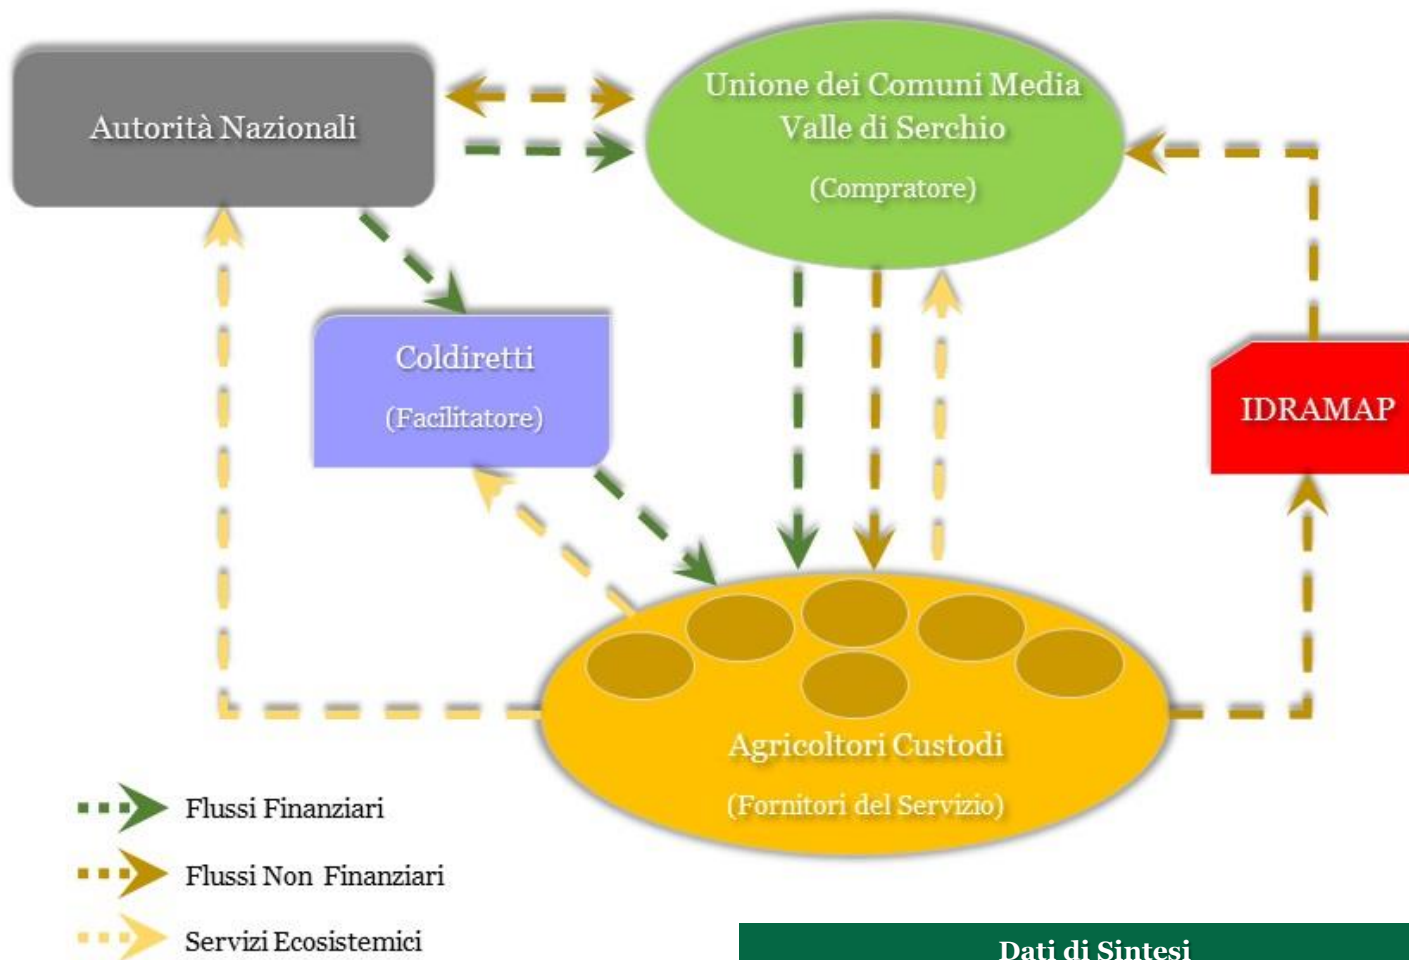 Autorità Nazionali
Unione dei Comuni Media
Valle di Serchio
(Compratore)
Coldiretti
(Facilitatore)
IDRAMAP
Agricoltori Custodi
(Fornitori del Servizio)
Flussi Finanziari
Flussi Non Finanziari
Servizi Ecosistemici
Dati di Sintesi